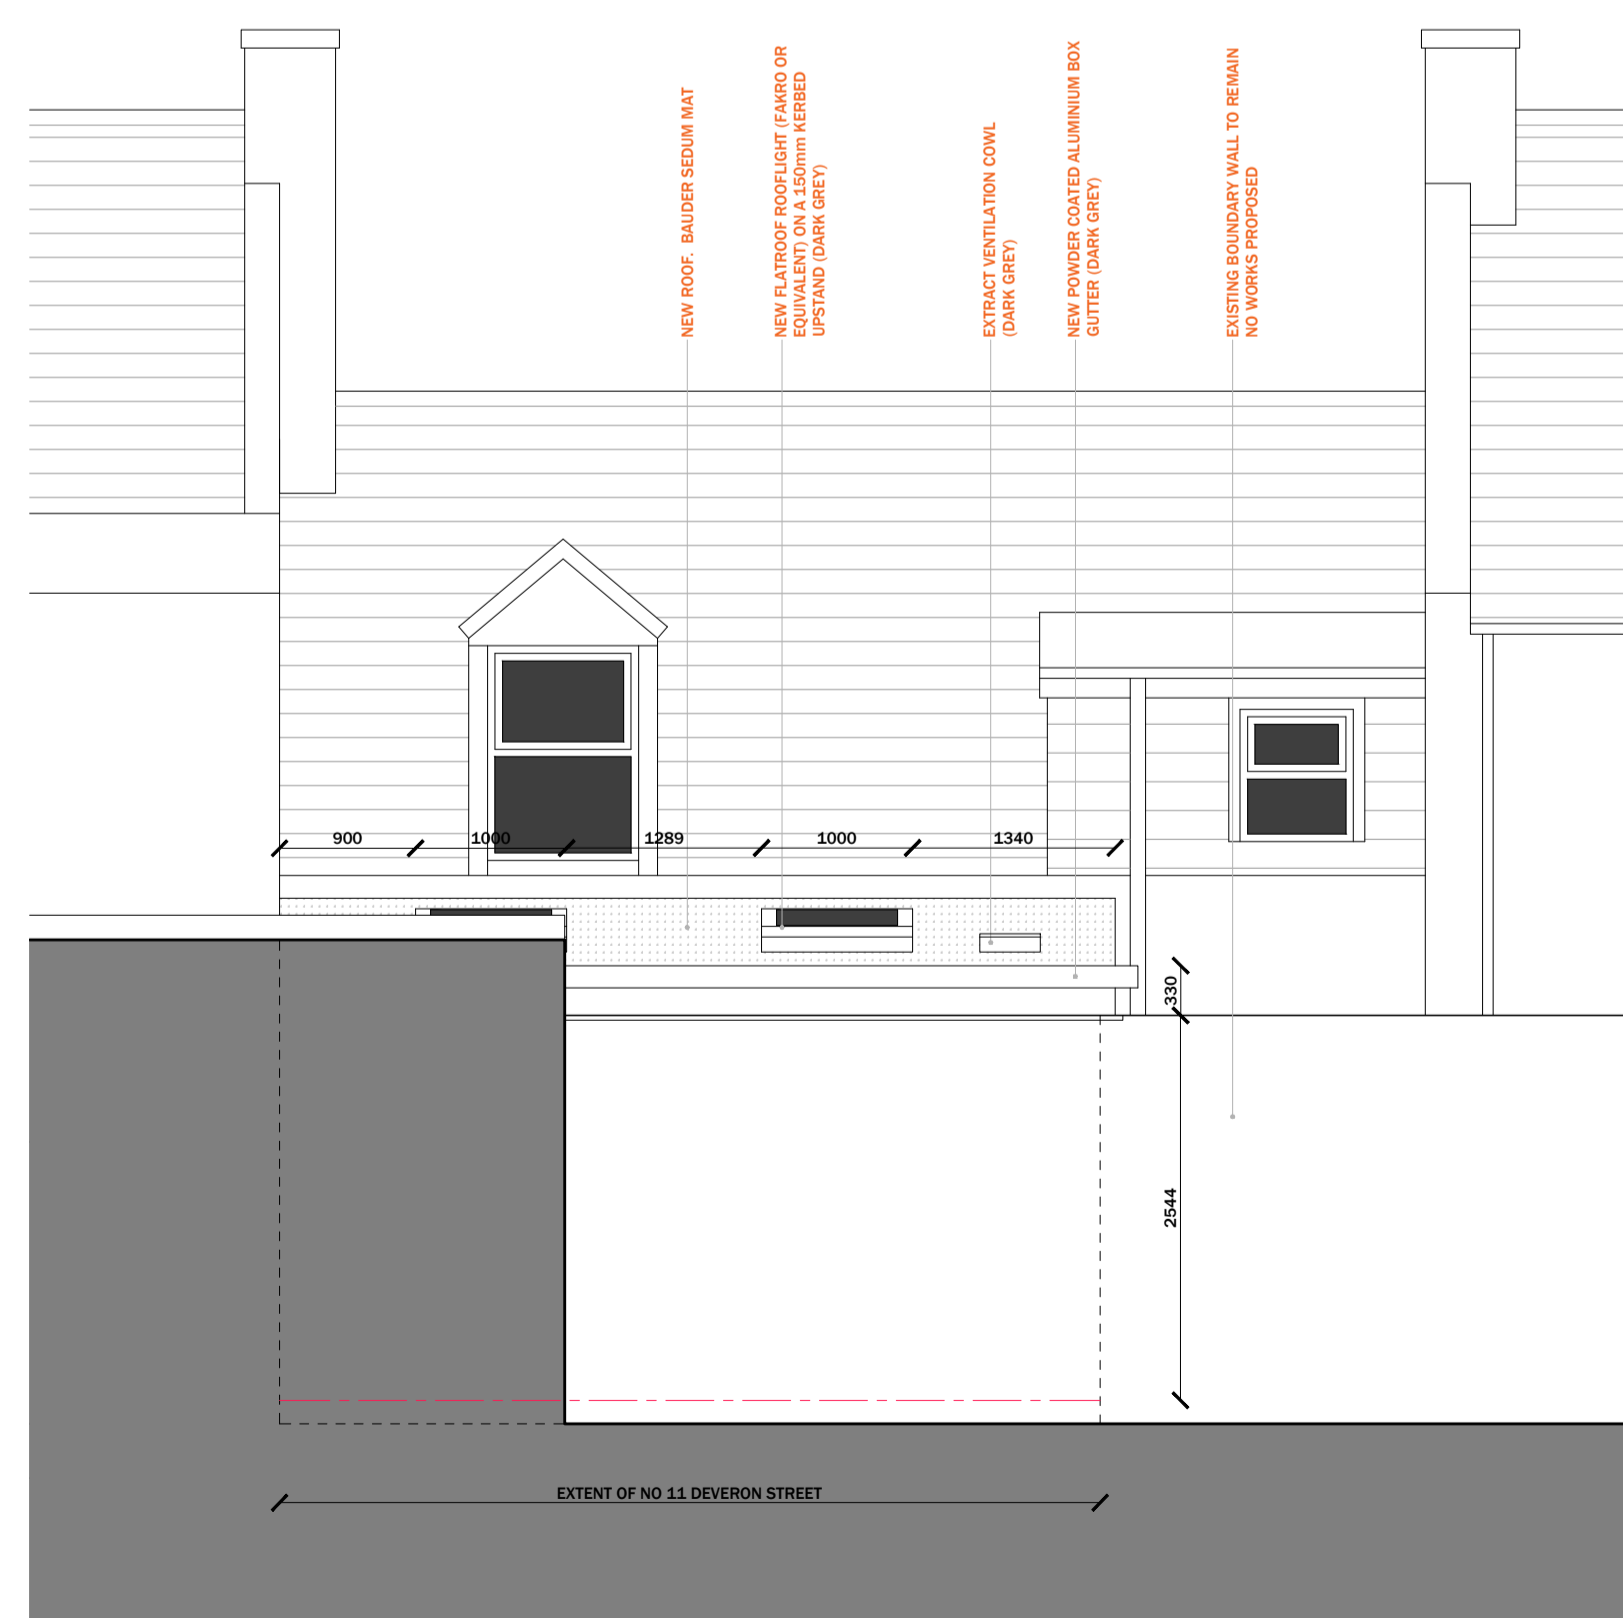 NEW ROOF.  BAUDER SEDUM MAT
NEW FLATROOF ROOFLIGHT (FAKRO OR
EQUIVALENT) ON A 150mm KERBED
UPSTAND (DARK GREY)
EXTRACT VENTILATION COWL
(DARK GREY)
NEW POWDER COATED ALUMINIUM BOX
GUTTER (DARK GREY)
EXISTING BOUNDARY WALL TO REMAIN
NO WORKS PROPOSED
900
1000
1289
1000
1340
330
2544
EXTENT OF NO 11 DEVERON STREET